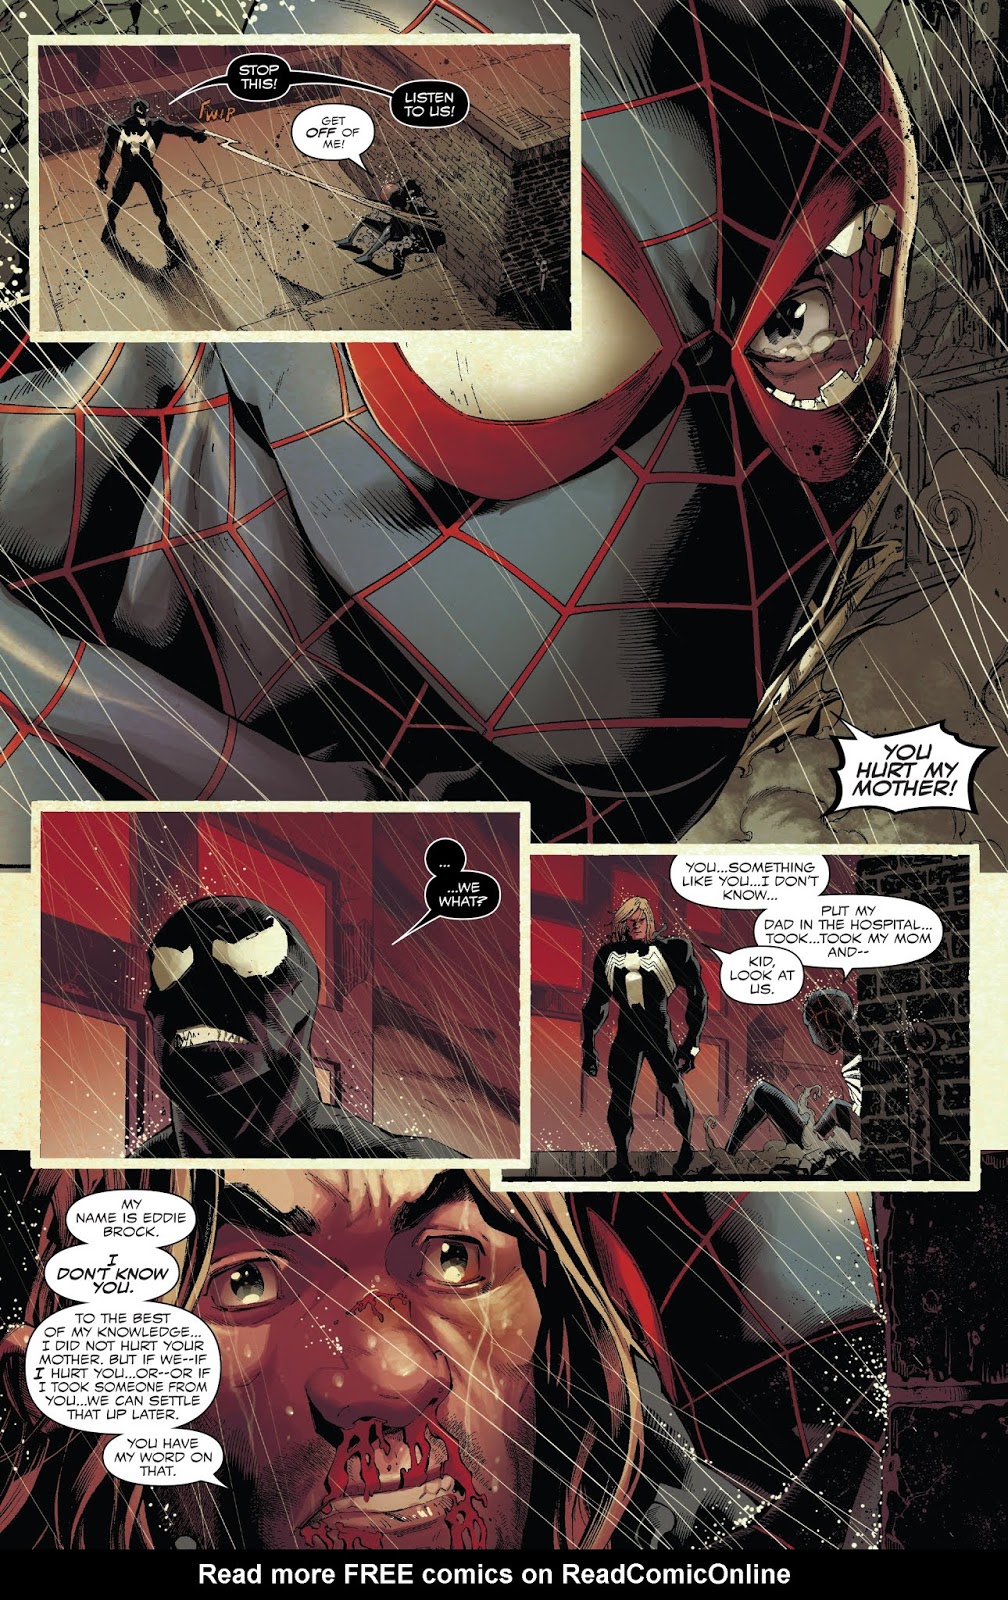 STOP
THIS!
LISTEN
TO US!
FWIP
GET
OFF OF
ME!
YOU
HURT MY
MOTHER!
...
...WE
WHAT?
YOU...SOMETHING
LIKE YOU...I DON'T
KNOW...
PUT MY
DAD IN THE HOSPITAL...
TOOK...TOOK MY MOM
AND--
KID,
LOOK AT
US.
MY
NAME IS EDDIE
BROCK.
I
DON'T KNOW
YOU.
TO THE BEST
OF MY KNOWLEDGE...
I DID NOT HURT YOUR
MOTHER. BUT IF WE--IF
I HURT YOU...OR--OR IF
I TOOK SOMEONE FROM
YOU...WE CAN SETTLE
THAT UP LATER.
YOU HAVE
MY WORD ON
THAT.
Read more FREE comics on ReadComicOnline